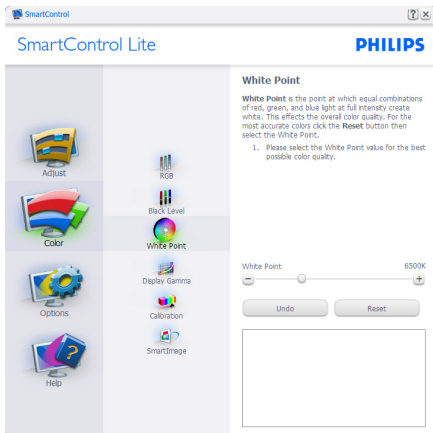 SmartControl
SmartControl Lite
PHILIPS
Adjust
Color
Options
Help
RGB
Black Level
White Point
Display Gamma
Calibration
SmartImage
White Point
White Point is the point at which equal combinations
of red, green, and blue light at full intensity create
white. This effects the overall color quality. For the
most accurate colors click the Reset button then
select the White Point.
1. Please select the White Point value for the best
possible color quality.
White Point 6500K
Undo Reset